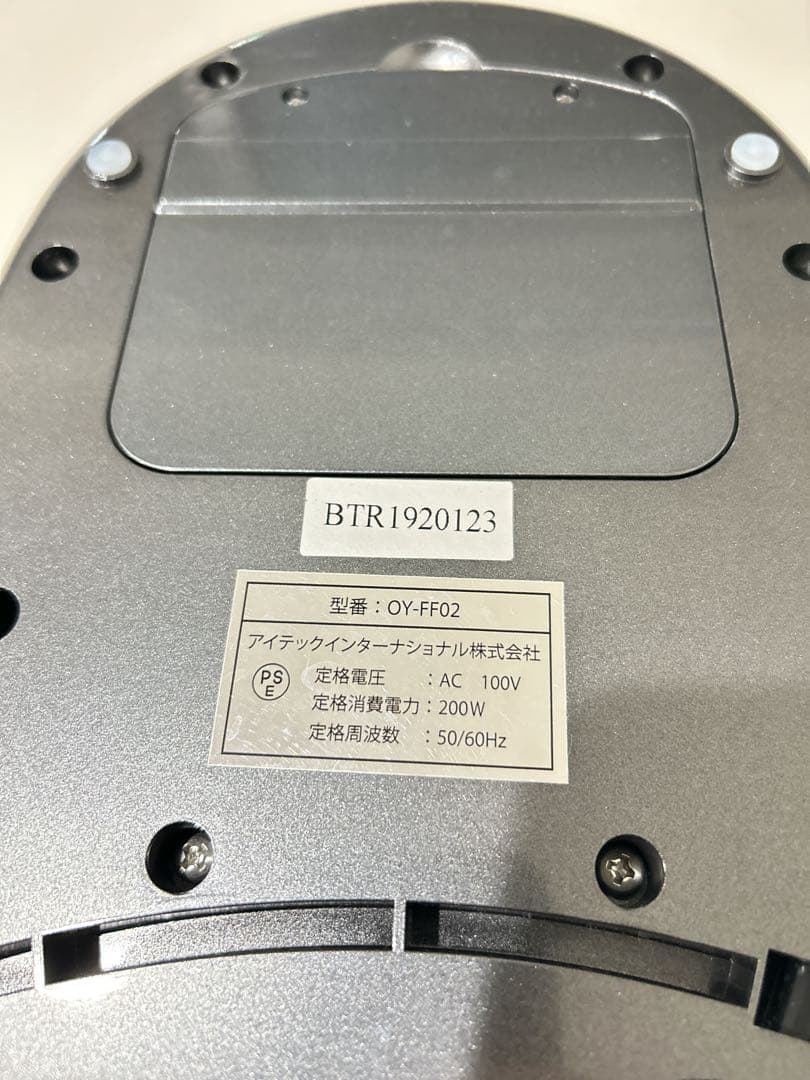 BTR1920123
型番：OY-FF02
アイテックインターナショナル株式会社
PS
E
定格電圧　：AC　100V
定格消費電力：200W
定格周波数　：50/60Hz